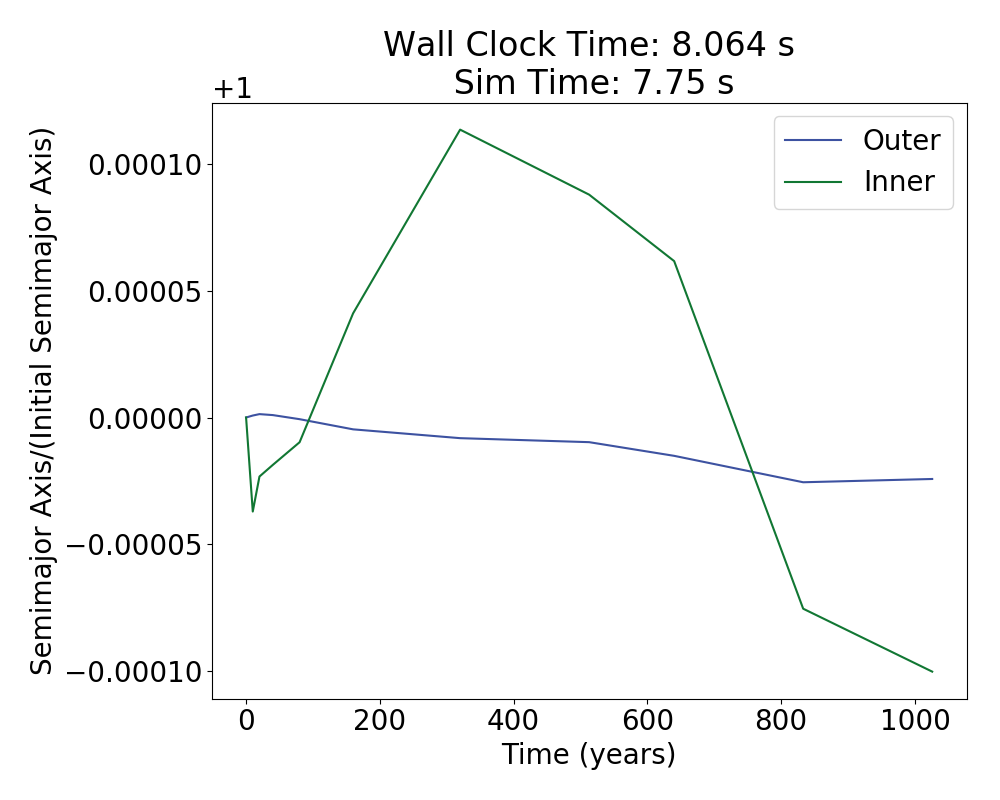 Wall Clock Time: 8.064 s
Sim Time: 7.75 s
+1
Outer
Inner
Semimajor Axis/(Initial Semimajor Axis)
0.00010
0.00005
0.00000
−0.00005
−0.00010
0 200 400 600 800 1000
Time (years)